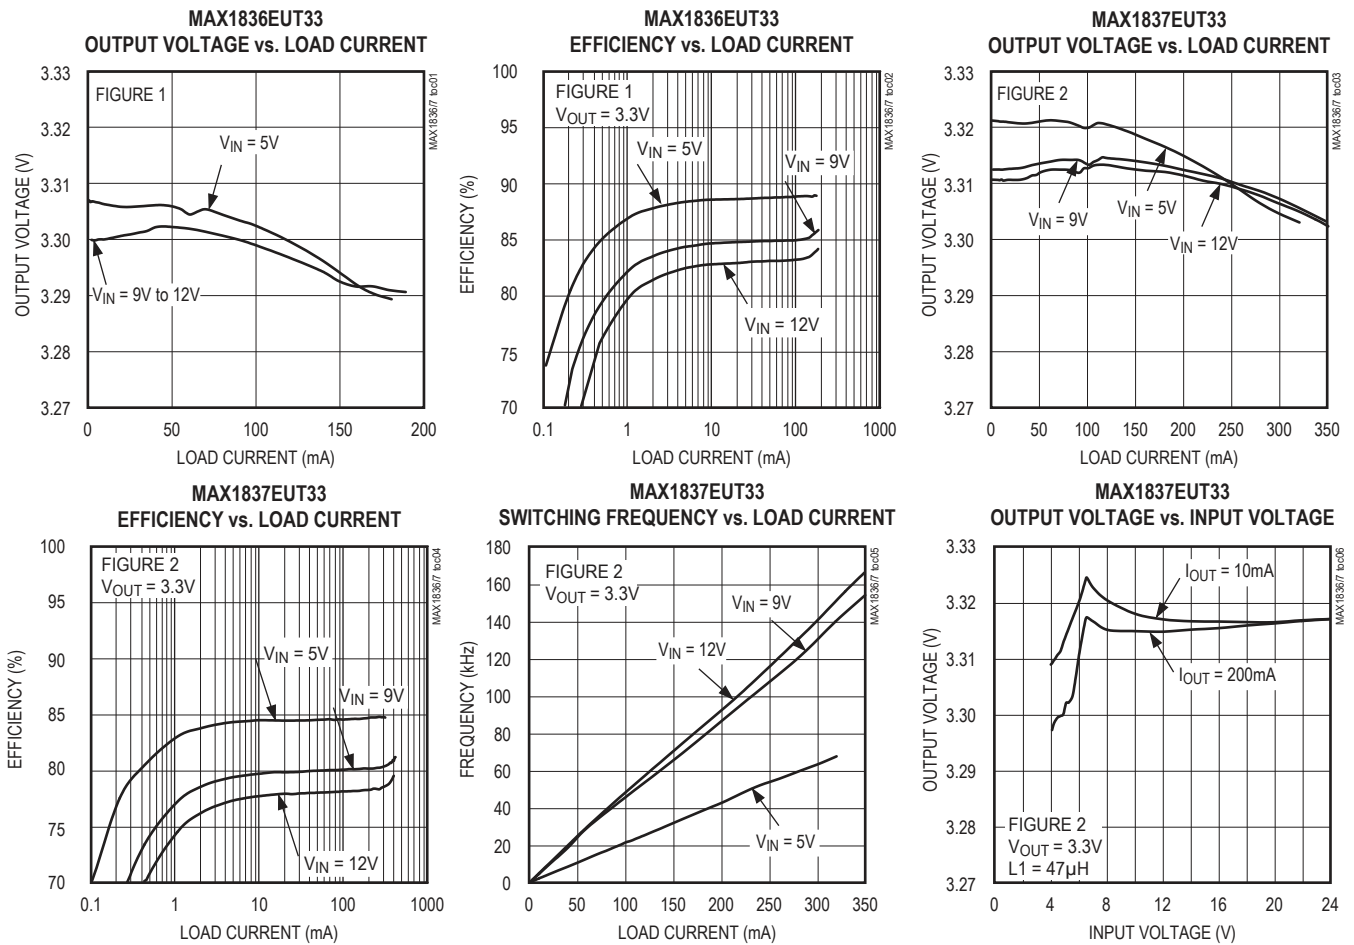 MAX1836EUT33
OUTPUT VOLTAGE vs. LOAD CURRENT
MAX1836/7 toc01
FIGURE 1
VIN = 5V
VIN = 9V to 12V
OUTPUT VOLTAGE (V)
3.33
3.32
3.31
3.30
3.29
3.28
3.27
0 50 100 150 200
LOAD CURRENT (mA)
MAX1836EUT33
EFFICIENCY vs. LOAD CURRENT
MAX1836/7 toc02
FIGURE 1
VOUT = 3.3V
VIN = 5V
VIN = 9V
VIN = 12V
EFFICIENCY (%)
100
95
90
85
80
75
70
0.1 1 10 100 1000
LOAD CURRENT (mA)
MAX1837EUT33
OUTPUT VOLTAGE vs. LOAD CURRENT
MAX1836/7 toc03
FIGURE 2
VIN = 9V
VIN = 5V
VIN = 12V
OUTPUT VOLTAGE (V)
3.33
3.32
3.31
3.30
3.29
3.28
3.27
0 50 100 150 200 250 300 350
LOAD CURRENT (mA)
MAX1837EUT33
EFFICIENCY vs. LOAD CURRENT
MAX1836/7 toc04
FIGURE 2
VOUT = 3.3V
VIN = 5V
VIN = 9V
VIN = 12V
EFFICIENCY (%)
100
95
90
85
80
75
70
0.1 1 10 100 1000
LOAD CURRENT (mA)
MAX1837EUT33
SWITCHING FREQUENCY vs. LOAD CURRENT
MAX1836/7 toc05
FIGURE 2
VOUT = 3.3V
VIN = 9V
VIN = 12V
VIN = 5V
FREQUENCY (kHz)
180
160
140
120
100
80
60
40
20
0
0 50 100 150 200 250 300 350
LOAD CURRENT (mA)
MAX1837EUT33
OUTPUT VOLTAGE vs. INPUT VOLTAGE
MAX1836/7 toc06
IOUT = 10mA
IOUT = 200mA
FIGURE 2
VOUT = 3.3V
L1 = 47µH
OUTPUT VOLTAGE (V)
3.33
3.32
3.31
3.30
3.29
3.28
3.27
0 4 8 12 16 20 24
INPUT VOLTAGE (V)